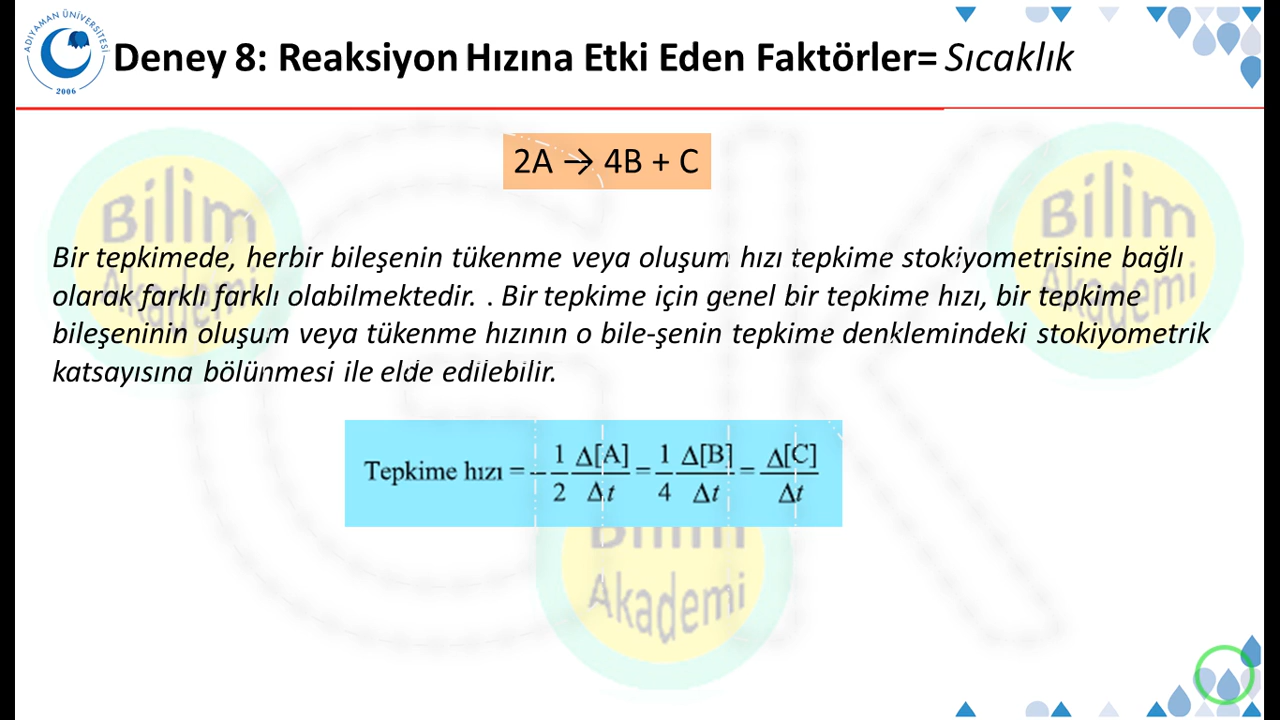 ADIYAMAN ÜNİVERSİTESİ
2006
Deney 8: Reaksiyon Hızına Etki Eden Faktörler= Sıcaklık
2A → 4B + C
Bilim
Akademi
Bilim
Akademi
Bir tepkimede, herbir bileşenin tükenme veya oluşum hızı tepkime stokiyometrisine bağlı
olarak farklı farklı olabilmektedir. . Bir tepkime için genel bir tepkime hızı, bir tepkime
bileşeninin oluşum veya tükenme hızının o bile-şenin tepkime denklemindeki stokiyometrik
katsayısına bölünmesi ile elde edilebilir.
Tepkime hızı = - 1/2 Δ[A]/Δt = 1/4 Δ[B]/Δt = Δ[C]/Δt
Bilim
Akademi